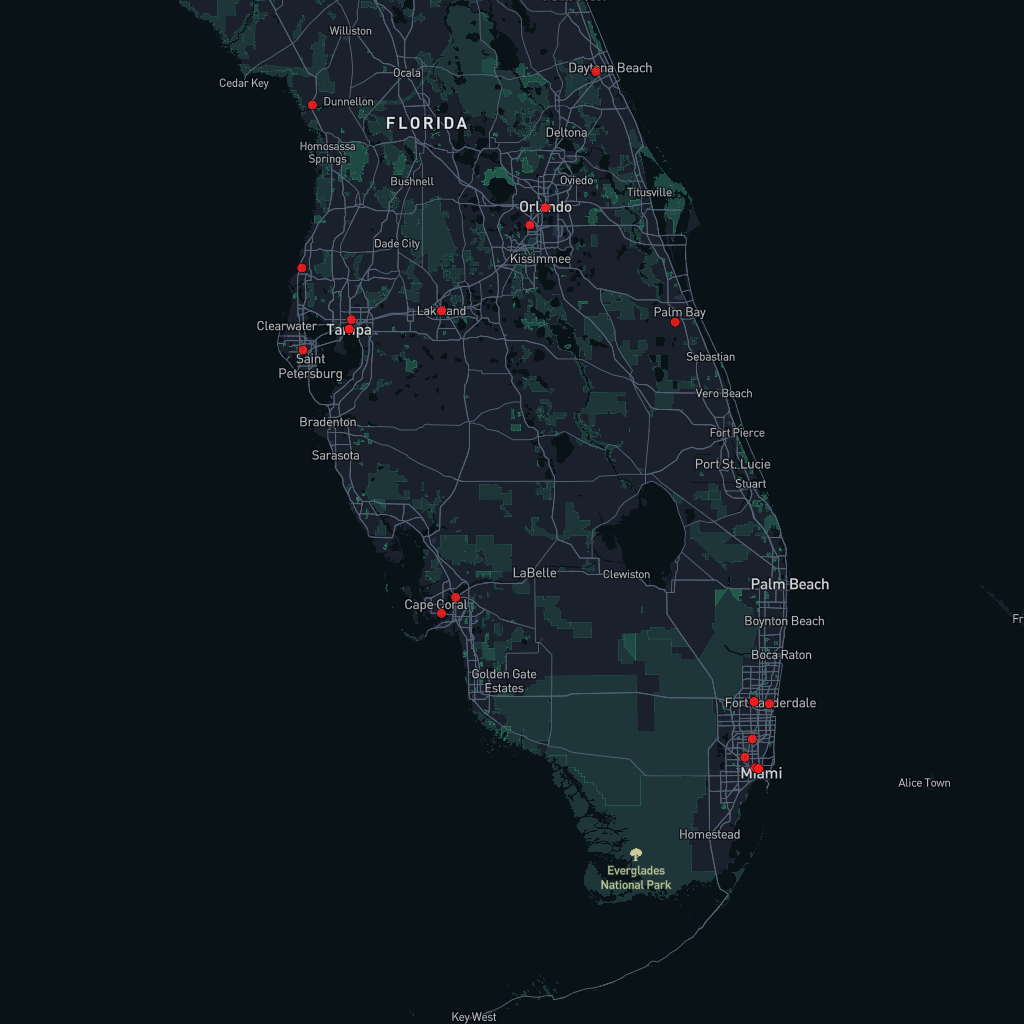 Williston
Daytona Beach
Ocala
Cedar Key
Dunnellon
FLORIDA
Deltona
Homosassa
Springs
Bushnell
Oviedo
Titusville
Orlando
Dade City
Kissimmee
Lakeland
Palm Bay
Clearwater
Tampa
Saint
Petersburg
Sebastian
Vero Beach
Bradenton
Fort Pierce
Sarasota
Port St. Lucie
Stuart
LaBelle
Clewiston
Palm Beach
Cape Coral
Boynton Beach
Fr
Boca Raton
Golden Gate
Estates
Fort Lauderdale
Miami
Alice Town
Homestead
Everglades
National Park
Key West